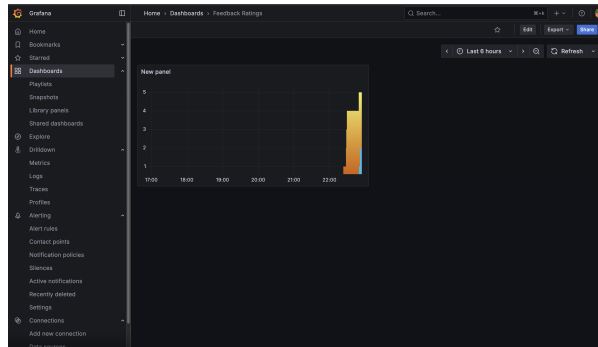 Grafana
Home › Dashboards › Feedback Ratings
Search...
⌘+k
Home
Bookmarks
Starred
Dashboards
Playlists
Snapshots
Library panels
Shared dashboards
Explore
Drilldown
Metrics
Logs
Traces
Profiles
Alerting
Alert rules
Contact points
Notification policies
Silences
Active notifications
Recently deleted
Settings
Connections
Add new connection
Data sources
Edit
Export
Share
Last 6 hours
Refresh
New panel
5
4
3
2
1
17:00 18:00 19:00 20:00 21:00 22:00